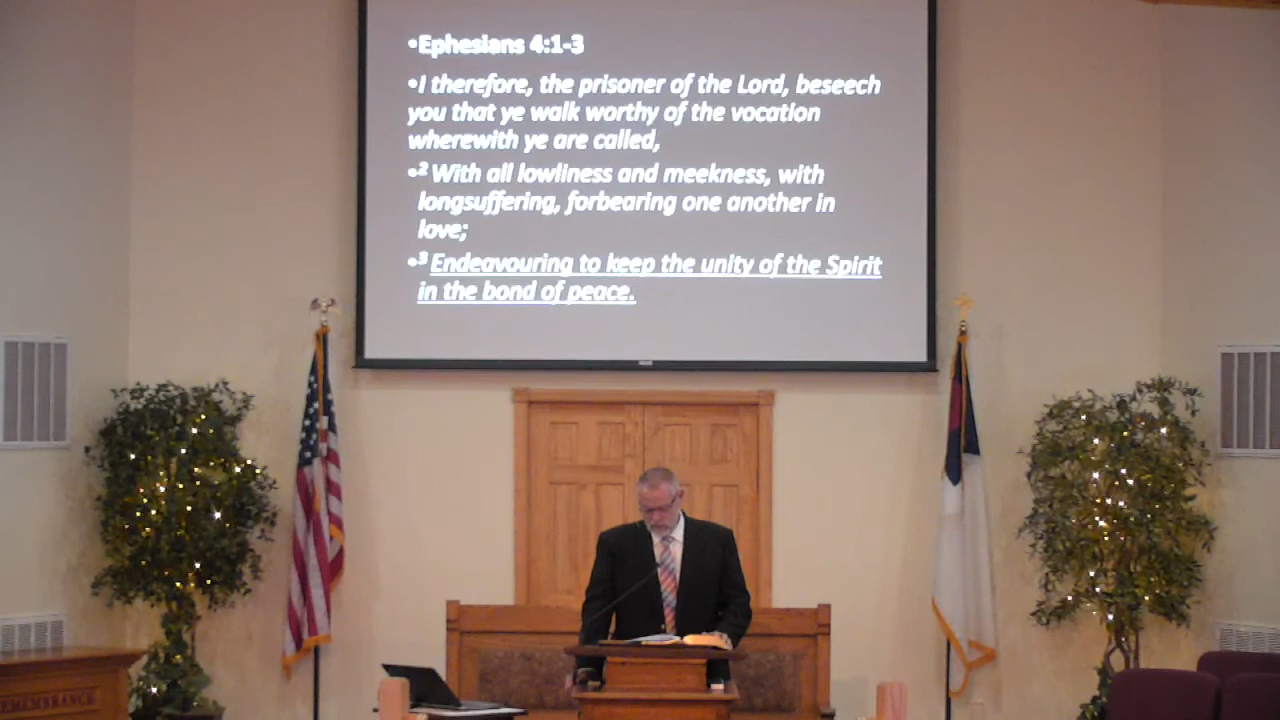 •Ephesians 4:1-3
•I therefore, the prisoner of the Lord, beseech
you that ye walk worthy of the vocation
wherewith ye are called,
•2 With all lowliness and meekness, with
longsuffering, forbearing one another in
love;
•3 Endeavouring to keep the unity of the Spirit
in the bond of peace.
EMEMBRANCE